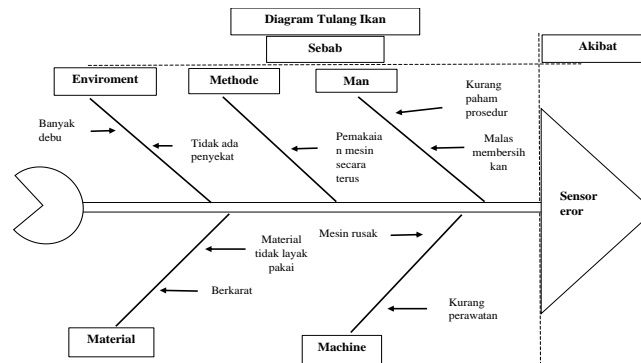 Diagram Tulang Ikan
Sebab
Akibat
Enviroment
Methode
Man
Banyak
debu
Tidak ada
penyekat
Pemakaia
n mesin
secara
terus
Kurang
paham
prosedur
Malas
membersih
kan
Sensor
eror
Material
tidak layak
pakai
Berkarat
Mesin rusak
Kurang
perawatan
Material
Machine